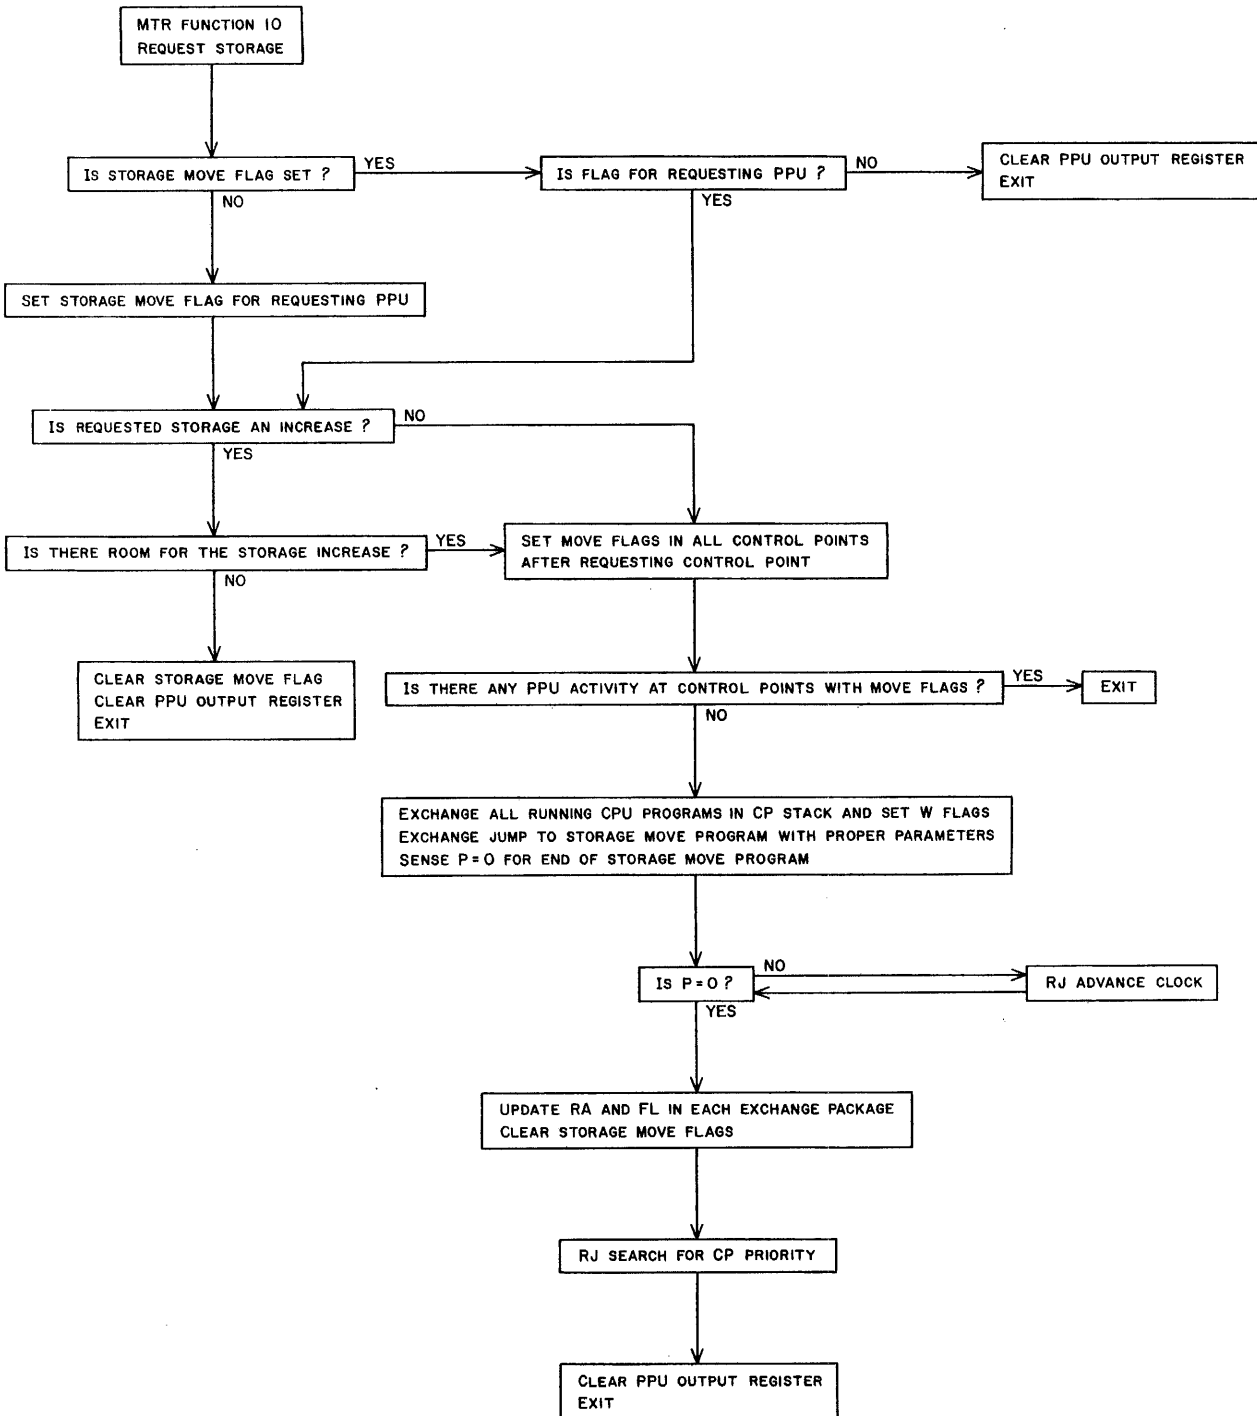 MTR FUNCTION 10
REQUEST STORAGE
IS STORAGE MOVE FLAG SET ?
YES
IS FLAG FOR REQUESTING PPU ?
NO
CLEAR PPU OUTPUT REGISTER
EXIT
NO
YES
SET STORAGE MOVE FLAG FOR REQUESTING PPU
IS REQUESTED STORAGE AN INCREASE ?
NO
YES
IS THERE ROOM FOR THE STORAGE INCREASE ?
YES
SET MOVE FLAGS IN ALL CONTROL POINTS
AFTER REQUESTING CONTROL POINT
NO
CLEAR STORAGE MOVE FLAG
CLEAR PPU OUTPUT REGISTER
EXIT
IS THERE ANY PPU ACTIVITY AT CONTROL POINTS WITH MOVE FLAGS ?
YES
EXIT
NO
EXCHANGE ALL RUNNING CPU PROGRAMS IN CP STACK AND SET W FLAGS
EXCHANGE JUMP TO STORAGE MOVE PROGRAM WITH PROPER PARAMETERS
SENSE P=0 FOR END OF STORAGE MOVE PROGRAM
IS P=0 ?
NO
RJ ADVANCE CLOCK
YES
UPDATE RA AND FL IN EACH EXCHANGE PACKAGE
CLEAR STORAGE MOVE FLAGS
RJ SEARCH FOR CP PRIORITY
CLEAR PPU OUTPUT REGISTER
EXIT